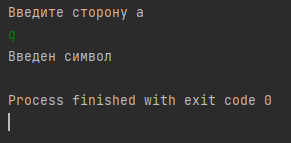 Введите сторону а
q
Введен символ
Process finished with exit code 0